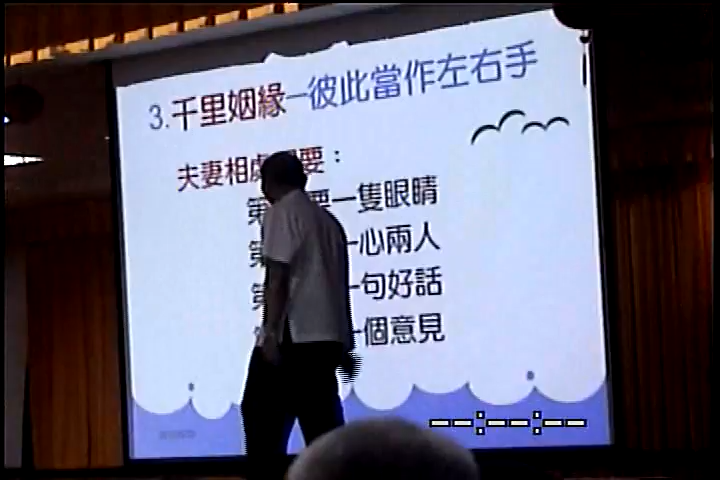 3.千里姻緣─彼此當作左右手
夫妻相處 要：
第 要一隻眼睛
第 一心兩人
第 一句好話
一個意見
--:--:--